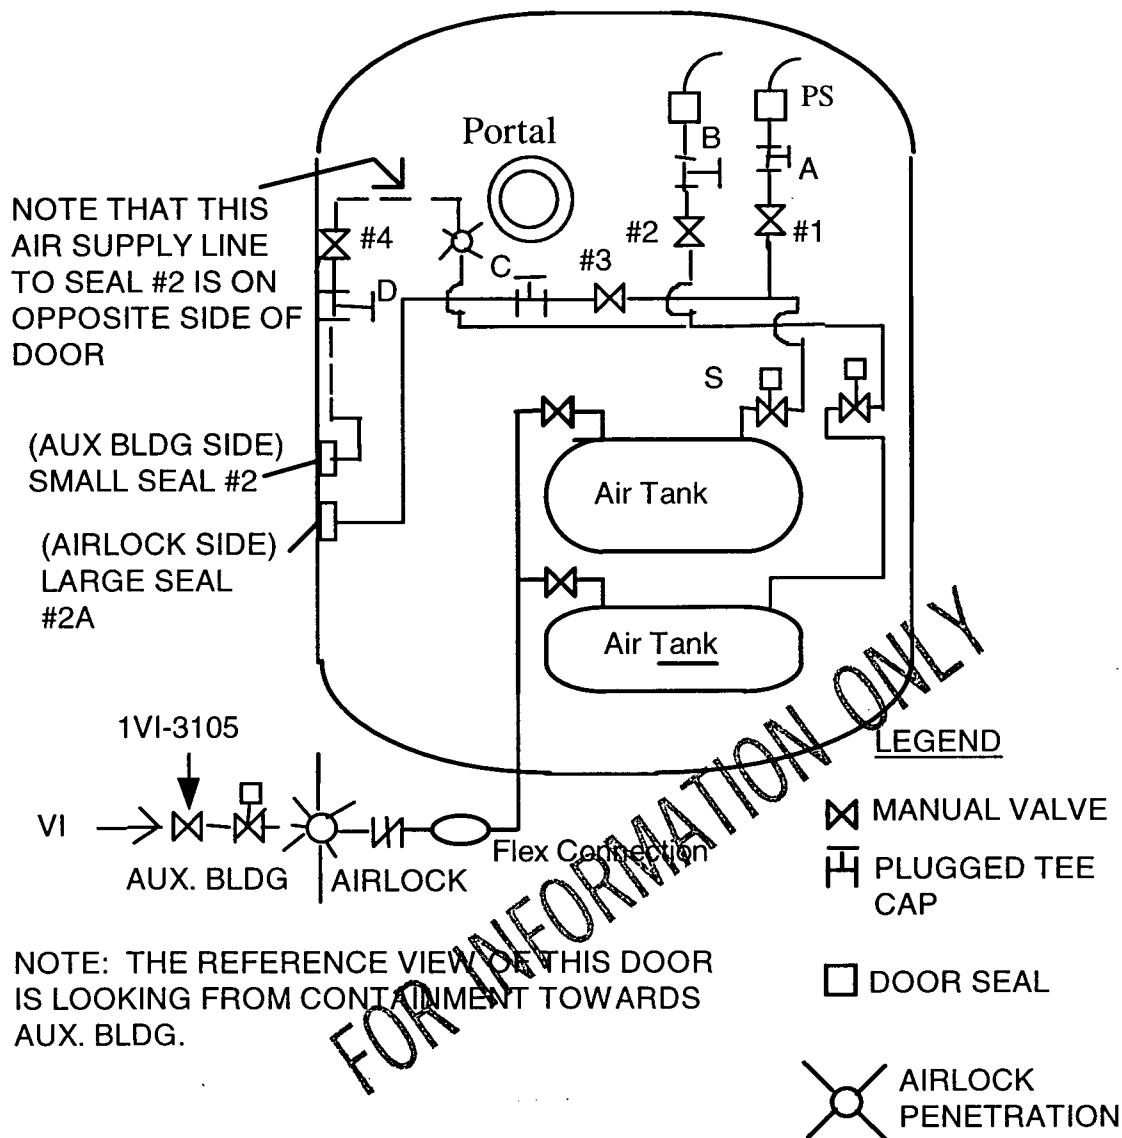 PS
B
Portal
A
NOTE THAT THIS
AIR SUPPLY LINE
TO SEAL #2 IS ON
OPPOSITE SIDE OF
DOOR
#4
#2
#1
C
#3
D
S
(AUX BLDG SIDE)
SMALL SEAL #2
Air Tank
(AIRLOCK SIDE)
LARGE SEAL
#2A
Air Tank
1VI-3105
LEGEND
VI
MANUAL VALVE
Flex Connection
AUX. BLDG
AIRLOCK
PLUGGED TEE
CAP
FOR INFORMATION ONLY
NOTE: THE REFERENCE VIEW OF THIS DOOR
IS LOOKING FROM CONTAINMENT TOWARDS
AUX. BLDG.
DOOR SEAL
AIRLOCK
PENETRATION